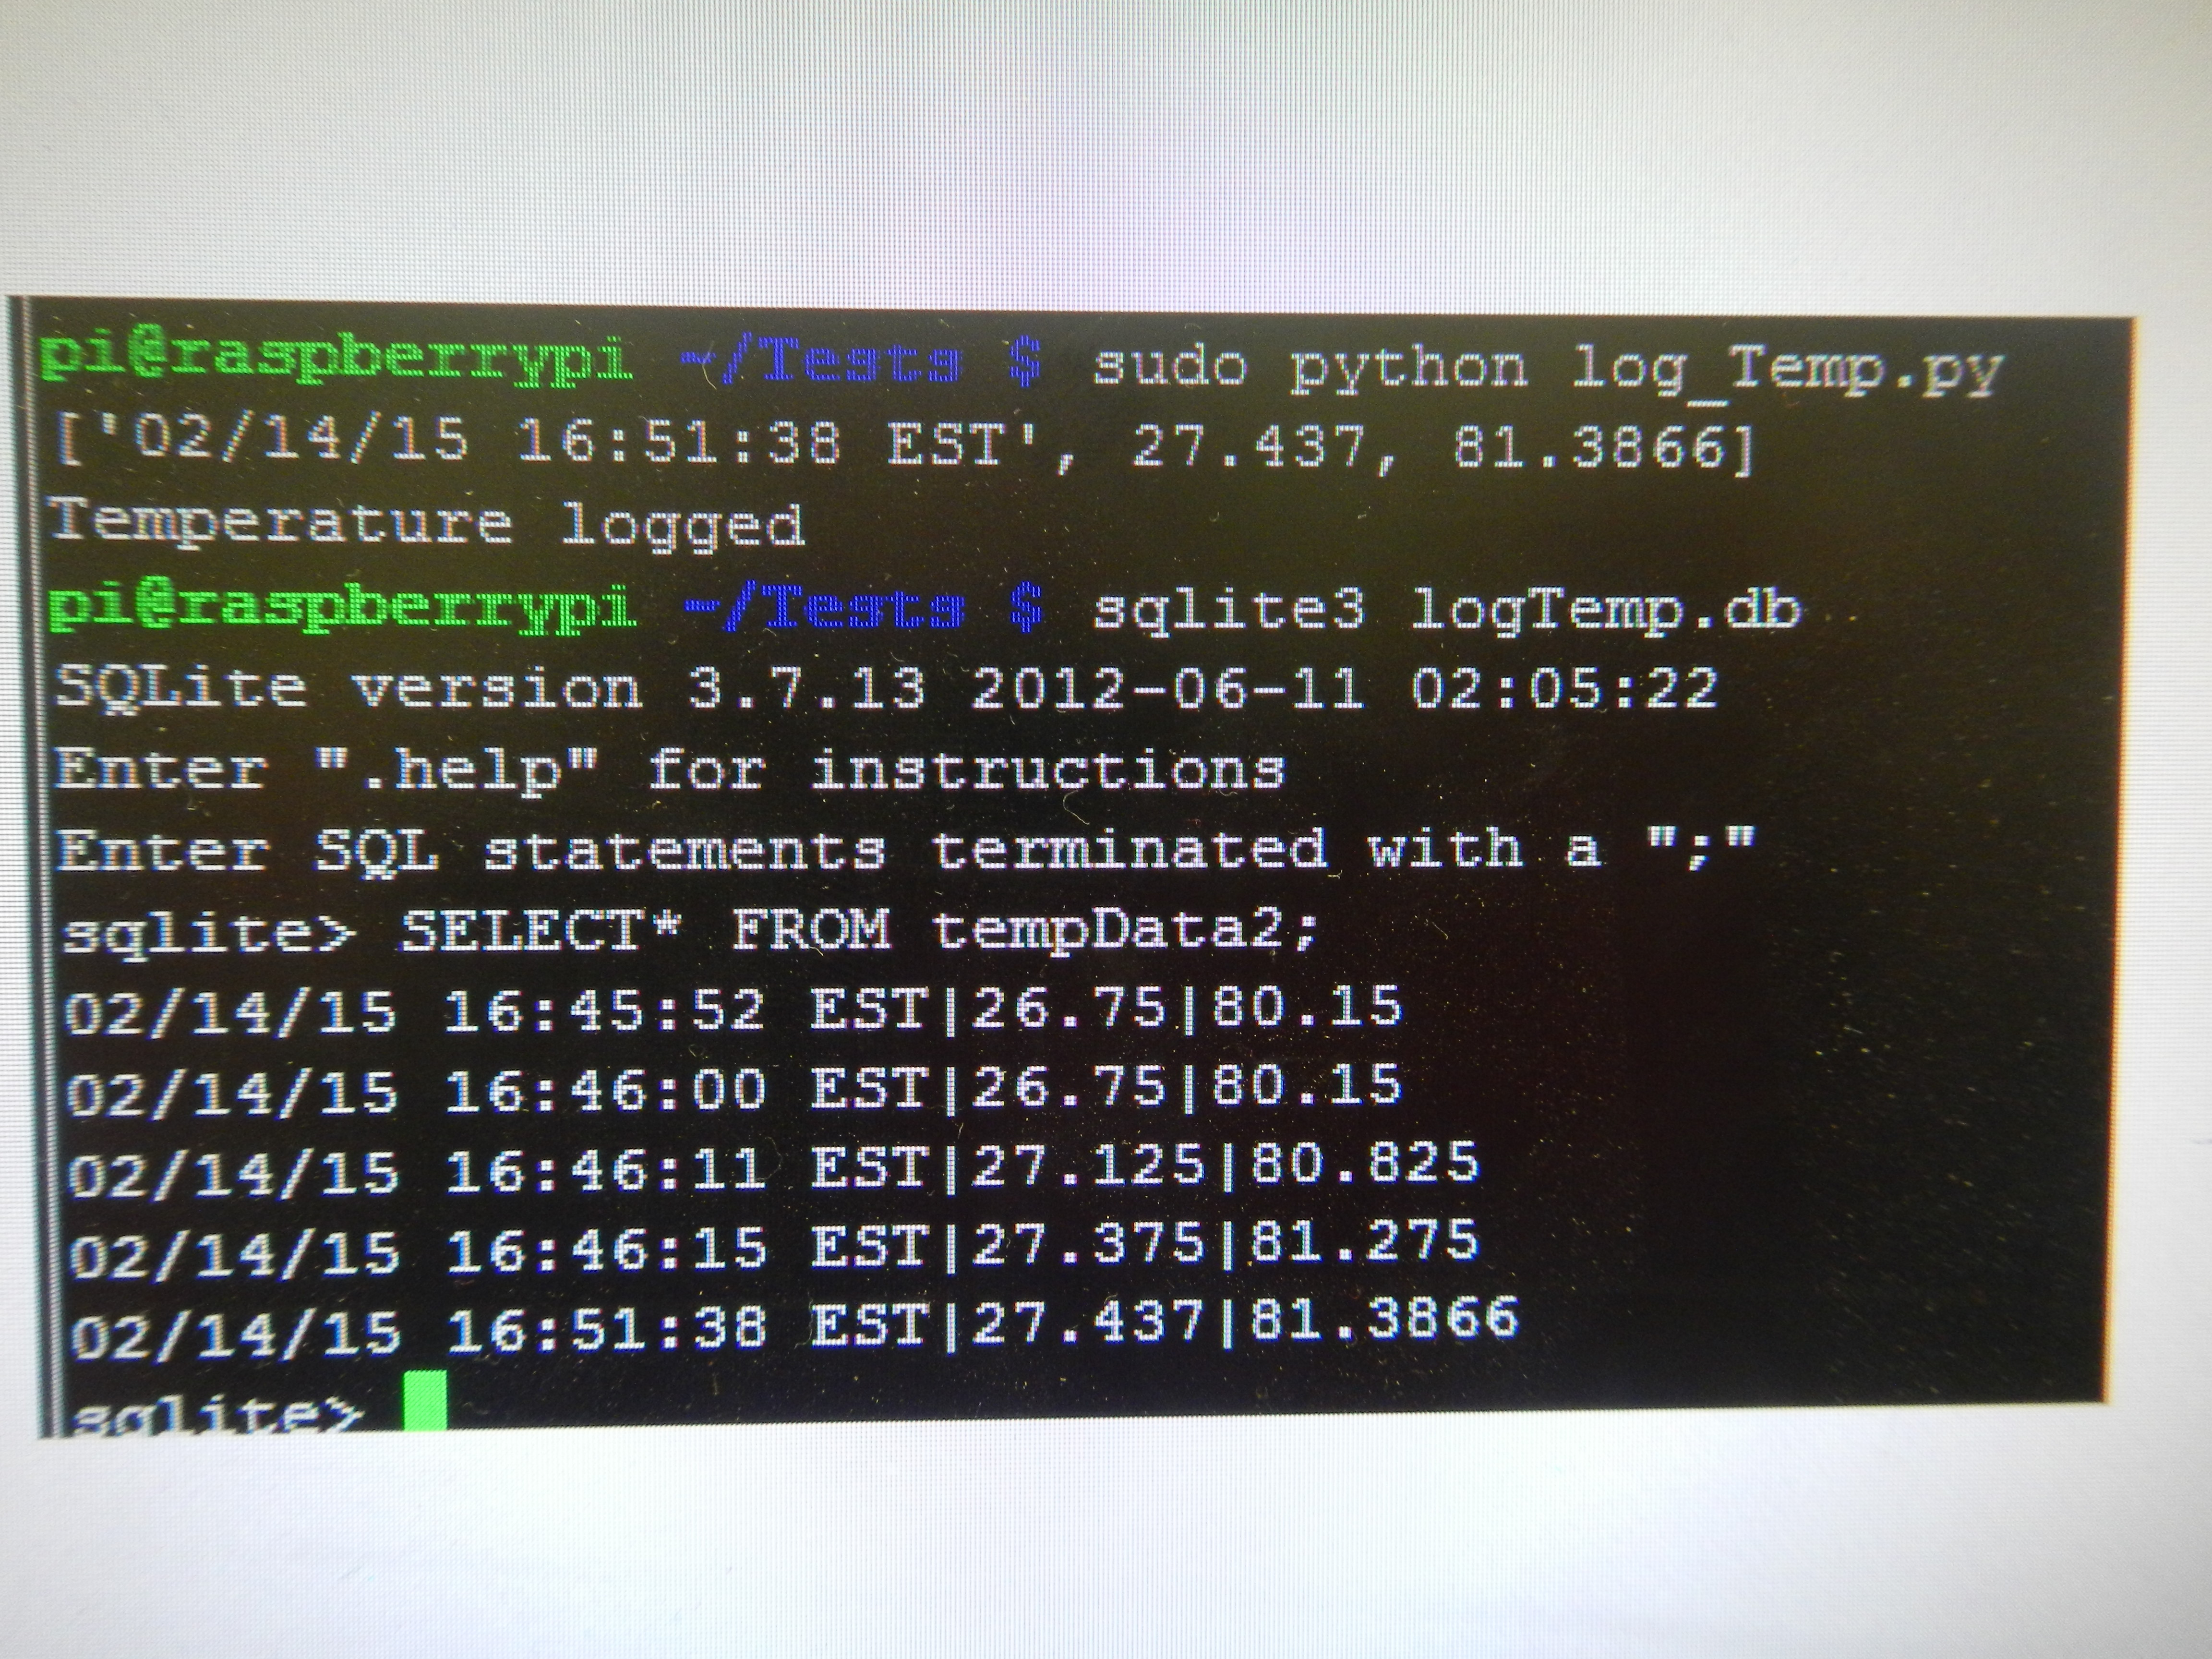 pi@raspberrypi ~/Tests $ sudo python log_Temp.py
['02/14/15 16:51:38 EST', 27.437, 81.3866]
Temperature logged
pi@raspberrypi ~/Tests $ sqlite3 logTemp.db
SQLite version 3.7.13 2012-06-11 02:05:22
Enter ".help" for instructions
Enter SQL statements terminated with a ";"
sqlite> SELECT* FROM tempData2;
02/14/15 16:45:52 EST|26.75|80.15
02/14/15 16:46:00 EST|26.75|80.15
02/14/15 16:46:11 EST|27.125|80.825
02/14/15 16:46:15 EST|27.375|81.275
02/14/15 16:51:38 EST|27.437|81.3866
sqlite>